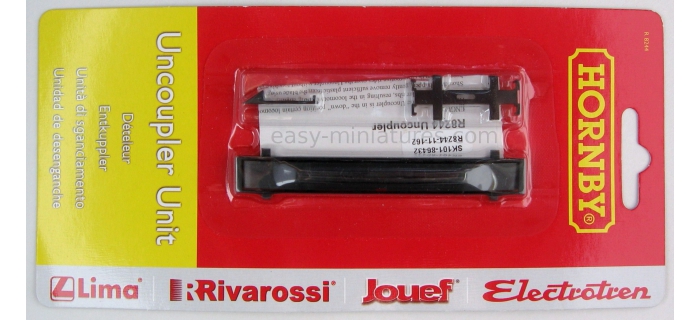 Uncoupler Unit
Dételeur
Entkuppler
Unità di sganciamento
Unidad de desenganche
HORNBY®
R 8244
R8244 Uncoupler
R8244-11-162
SK101-86432
easy-miniatures
Lima®
Rivarossi®
Jouef®
Electrotren